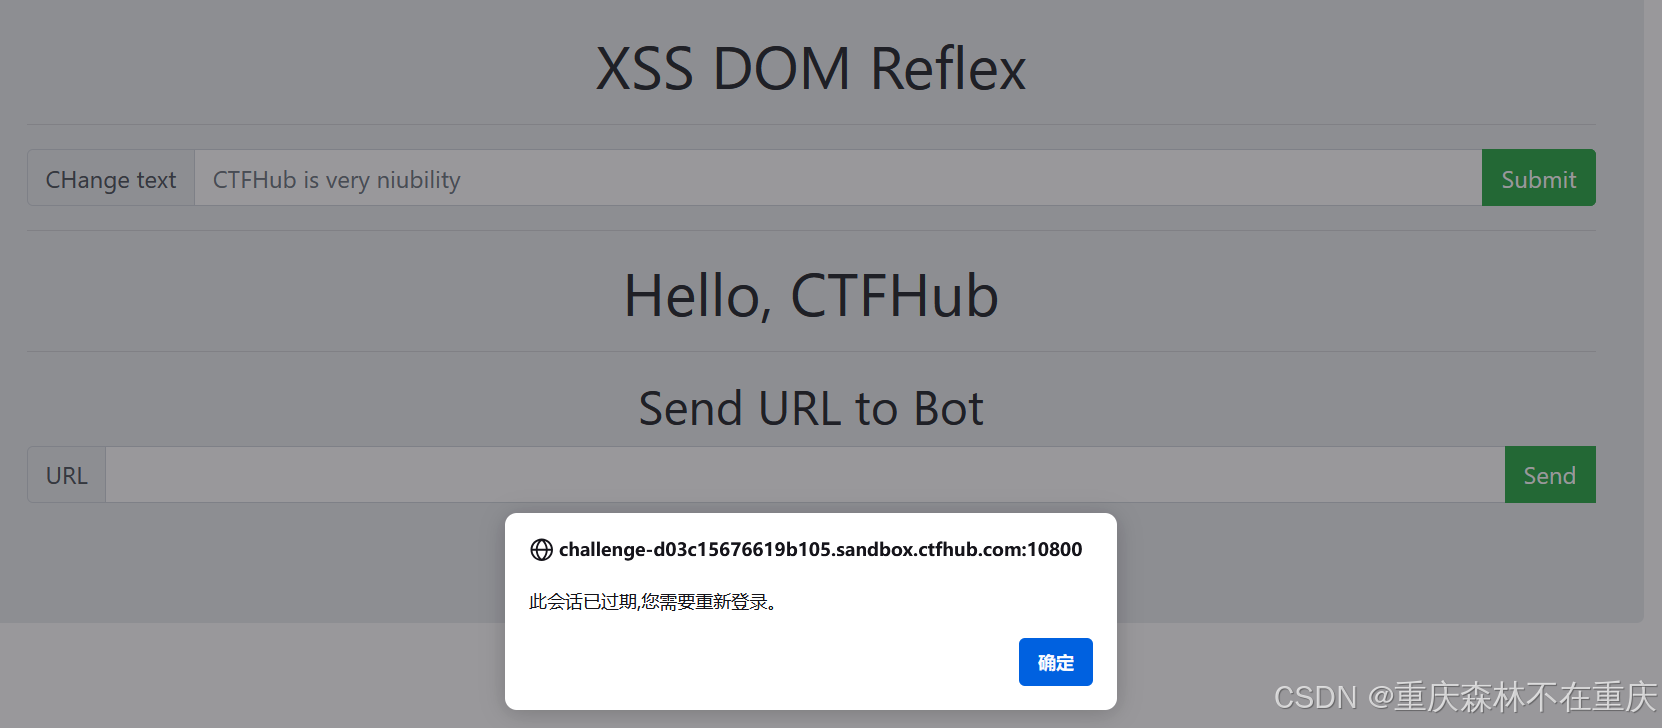 XSS DOM Reflex
CHange text CTFHub is very niubility Submit
Hello, CTFHub
Send URL to Bot
URL Send
challenge-d03c15676619b105.sandbox.ctfhub.com:10800
此会话已过期,您需要重新登录。
确定
CSDN @重庆森林不在重庆